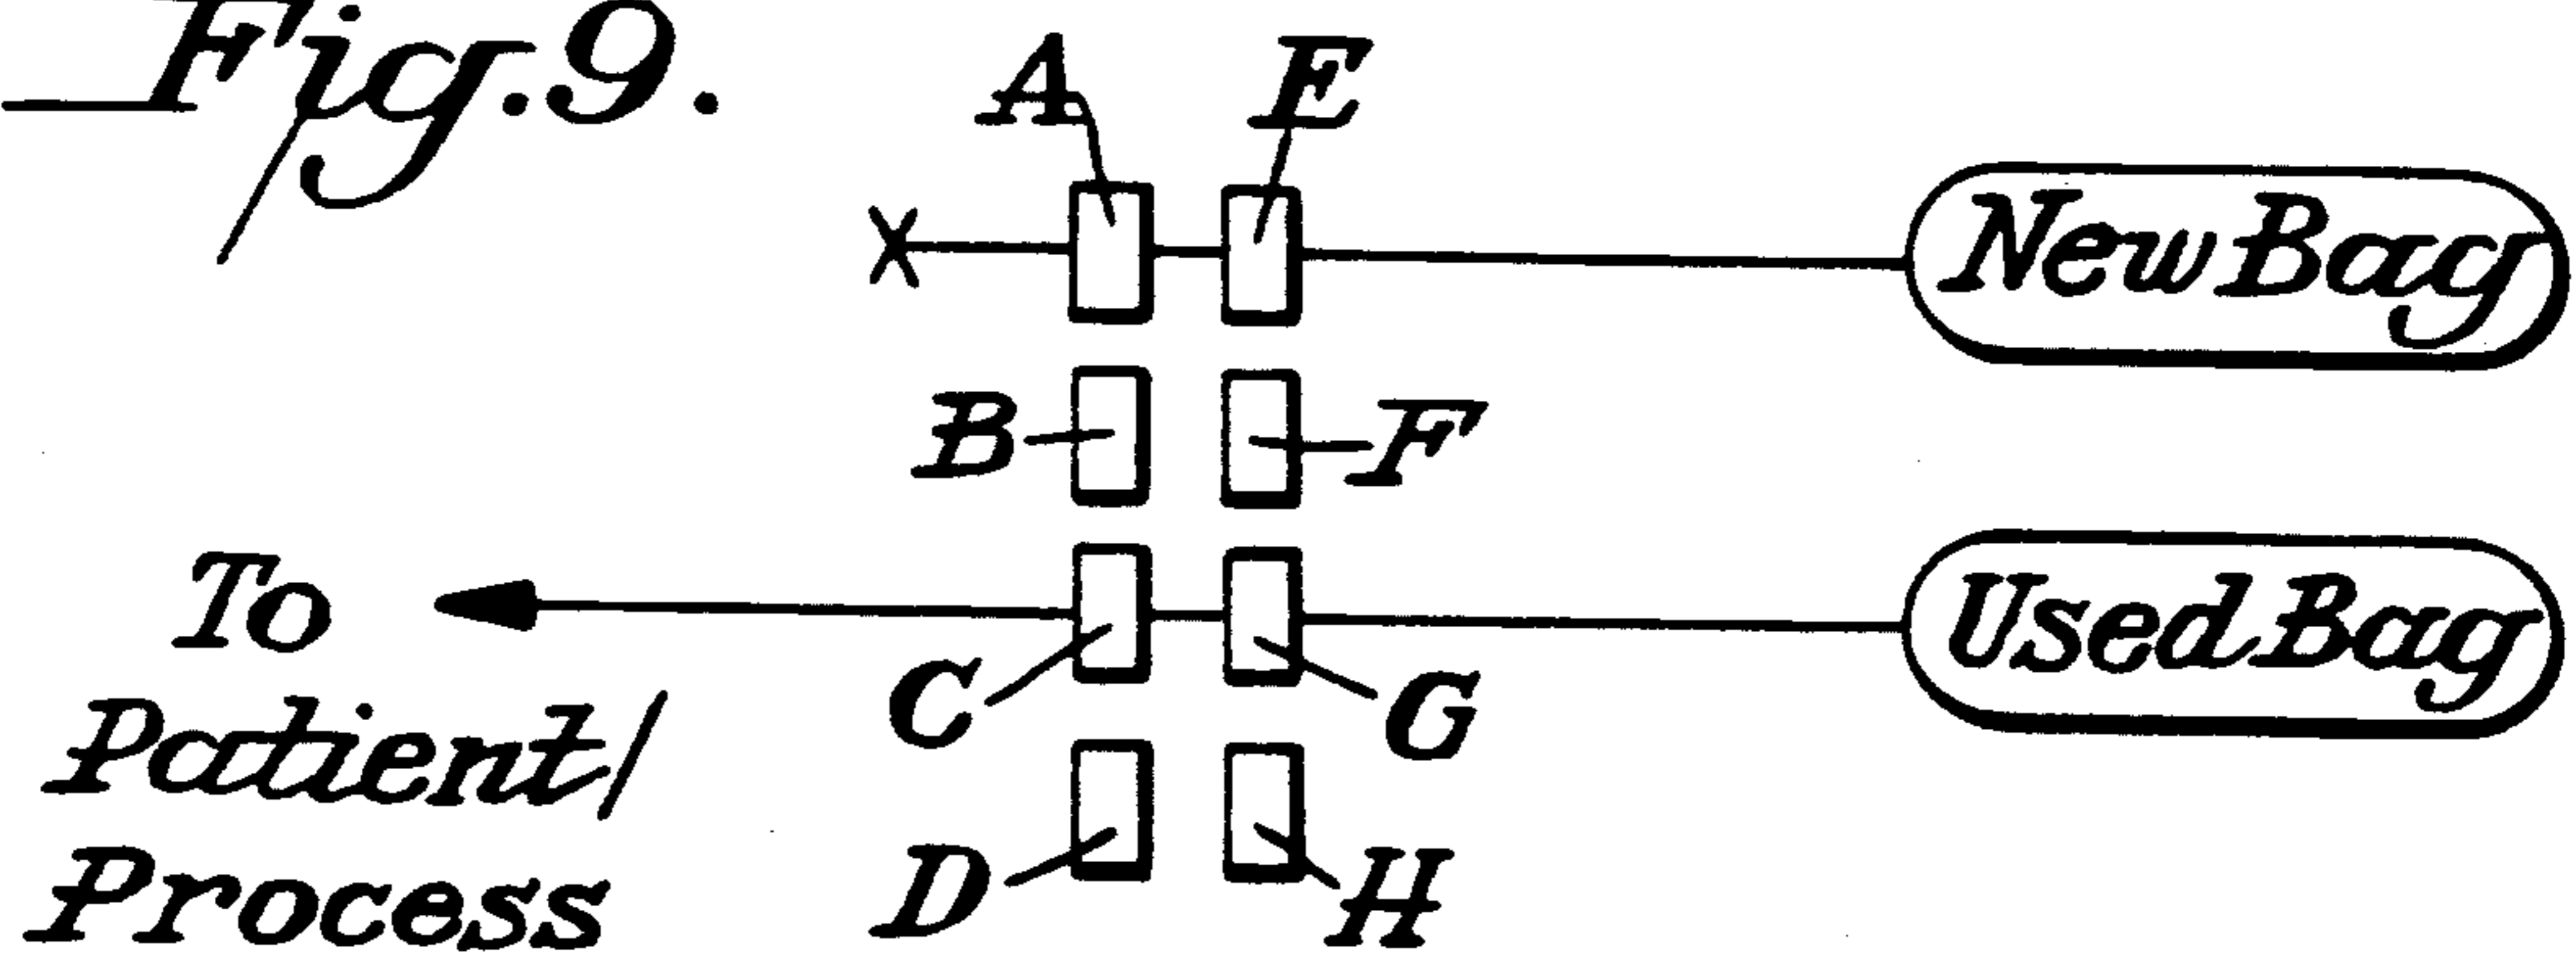 Fig. 9.
A E
New Bag
B F
To
Patient/
Process
C G
Used Bag
D H